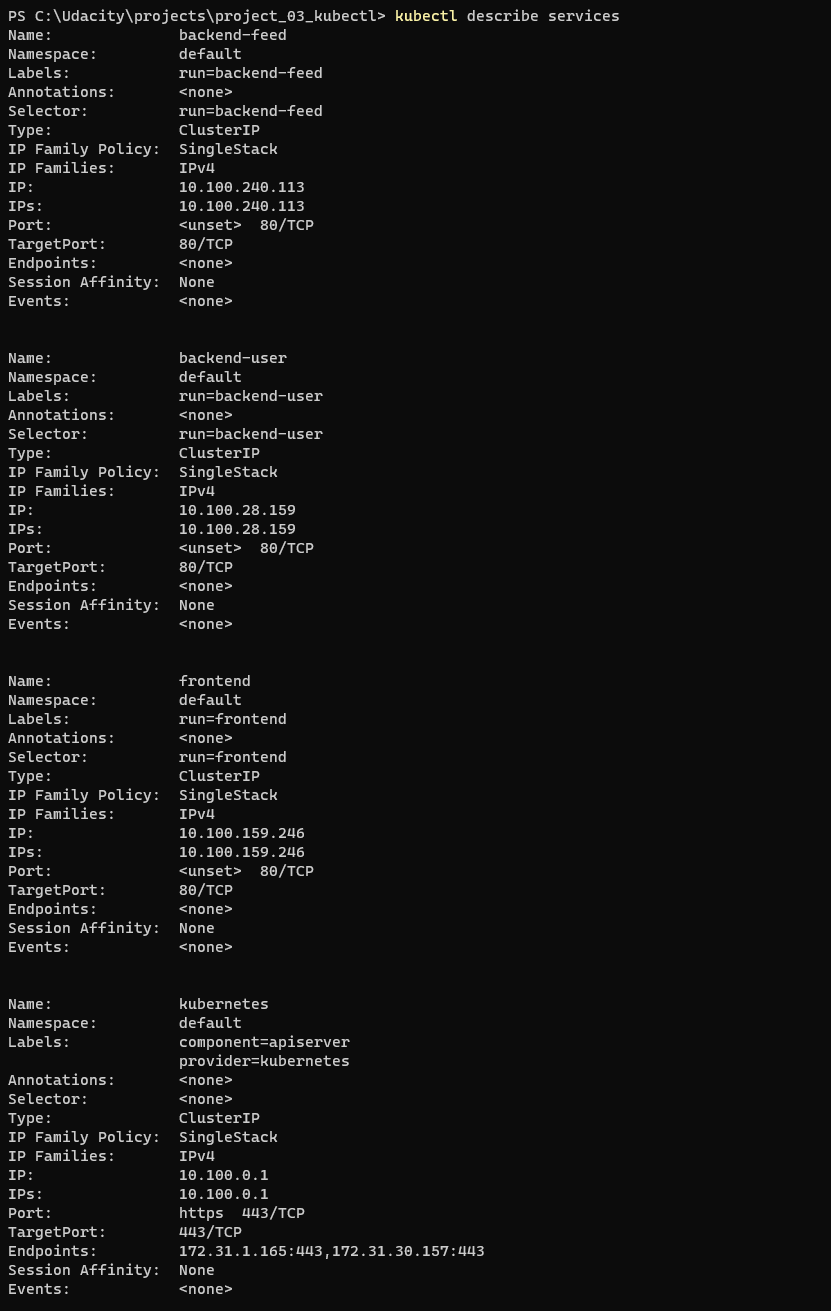 PS C:\Udacity\projects\project_03_kubectl> kubectl describe services
Name:              backend-feed
Namespace:         default
Labels:            run=backend-feed
Annotations:       <none>
Selector:          run=backend-feed
Type:              ClusterIP
IP Family Policy:  SingleStack
IP Families:       IPv4
IP:                10.100.240.113
IPs:               10.100.240.113
Port:              <unset>  80/TCP
TargetPort:        80/TCP
Endpoints:         <none>
Session Affinity:  None
Events:            <none>

Name:              backend-user
Namespace:         default
Labels:            run=backend-user
Annotations:       <none>
Selector:          run=backend-user
Type:              ClusterIP
IP Family Policy:  SingleStack
IP Families:       IPv4
IP:                10.100.28.159
IPs:               10.100.28.159
Port:              <unset>  80/TCP
TargetPort:        80/TCP
Endpoints:         <none>
Session Affinity:  None
Events:            <none>

Name:              frontend
Namespace:         default
Labels:            run=frontend
Annotations:       <none>
Selector:          run=frontend
Type:              ClusterIP
IP Family Policy:  SingleStack
IP Families:       IPv4
IP:                10.100.159.246
IPs:               10.100.159.246
Port:              <unset>  80/TCP
TargetPort:        80/TCP
Endpoints:         <none>
Session Affinity:  None
Events:            <none>

Name:              kubernetes
Namespace:         default
Labels:            component=apiserver
                   provider=kubernetes
Annotations:       <none>
Selector:          <none>
Type:              ClusterIP
IP Family Policy:  SingleStack
IP Families:       IPv4
IP:                10.100.0.1
IPs:               10.100.0.1
Port:              https  443/TCP
TargetPort:        443/TCP
Endpoints:         172.31.1.165:443,172.31.30.157:443
Session Affinity:  None
Events:            <none>